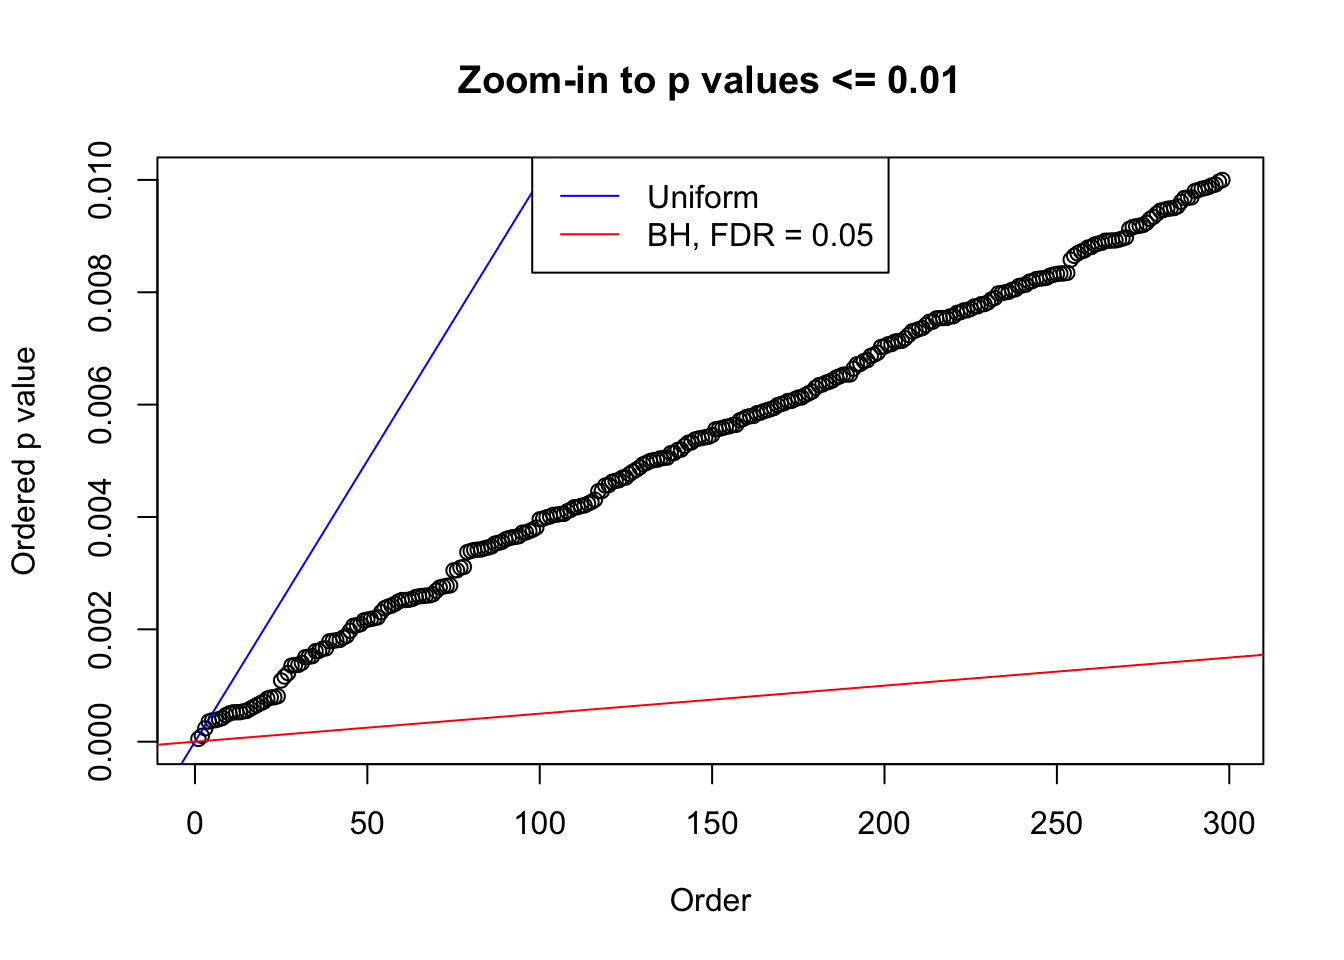 Zoom-in to p values <= 0.01
Uniform
BH, FDR = 0.05
Ordered p value
0.010
0.008
0.006
0.004
0.002
0.000
0 50 100 150 200 250 300
Order